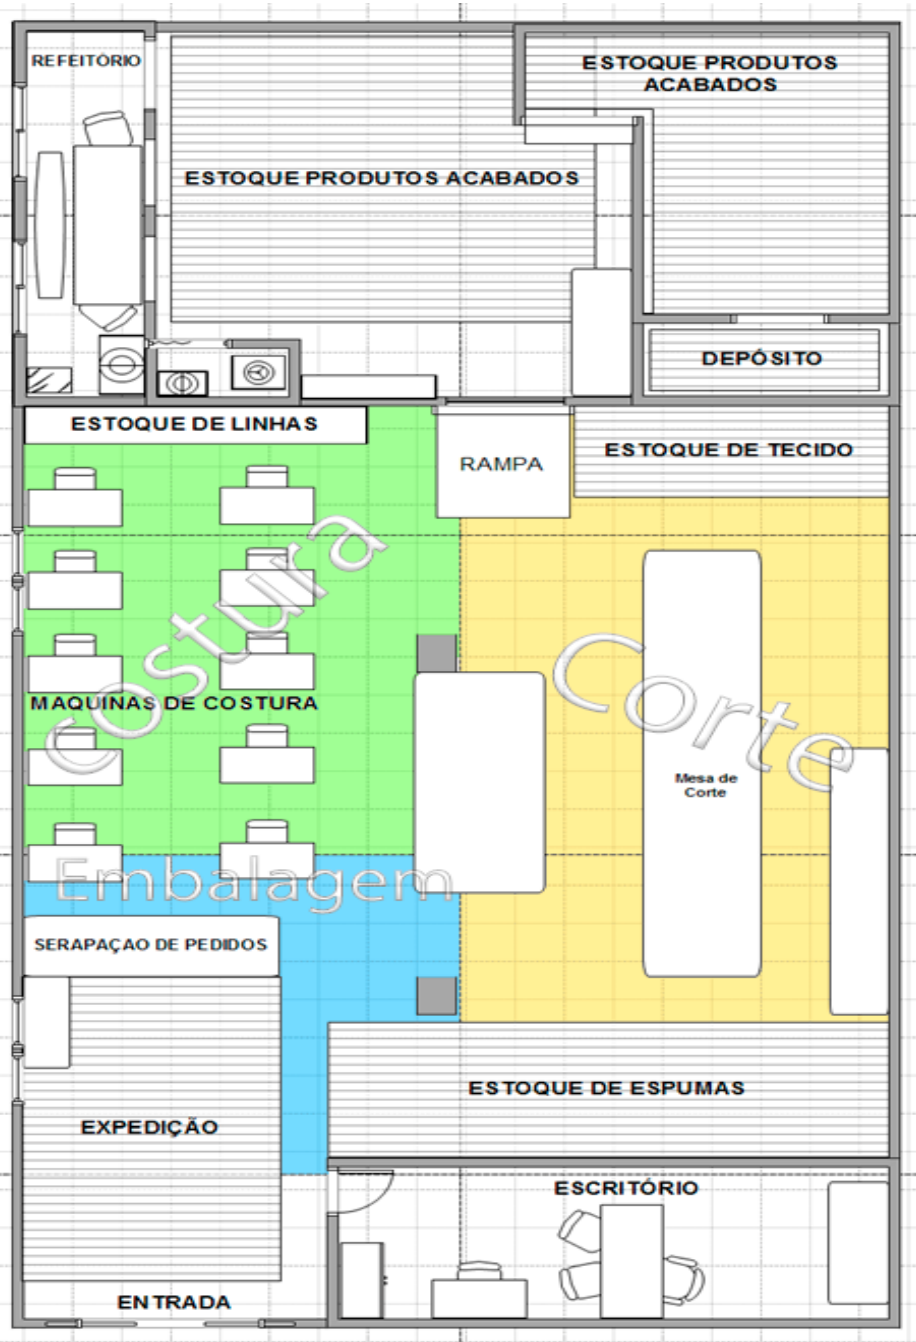 REFEITÓRIO
ESTOQUE PRODUTOS
ACABADOS
ESTOQUE PRODUTOS ACABADOS
DEPÓSITO
ESTOQUE DE LINHAS
RAMPA
ESTOQUE DE TECIDO
costura
Corte
MAQUINAS DE COSTURA
Mesa de
Corte
Embalagem
SERAPAÇAO DE PEDIDOS
ESTOQUE DE ESPUMAS
EXPEDIÇÃO
ESCRITÓRIO
ENTRADA